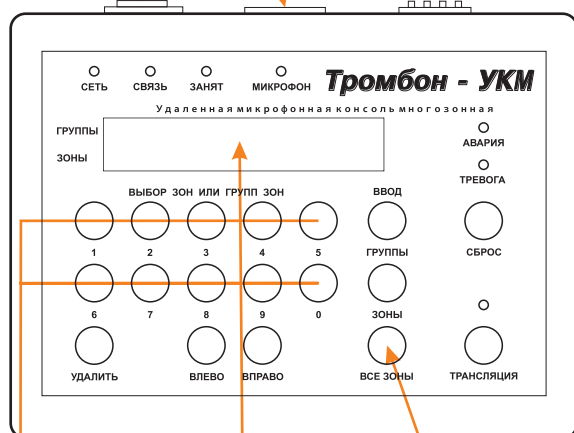 Тромбон - УКМ
СЕТЬ СВЯЗЬ ЗАНЯТ МИКРОФОН
Удаленная микрофонная консоль многозонная
ГРУППЫ
ЗОНЫ
АВАРИЯ
ТРЕВОГА
ВЫБОР ЗОН ИЛИ ГРУПП ЗОН ВВОД
1 2 3 4 5 ГРУППЫ СБРОС
6 7 8 9 0 ЗОНЫ
УДАЛИТЬ ВЛЕВО ВПРАВО ВСЕ ЗОНЫ ТРАНСЛЯЦИЯ